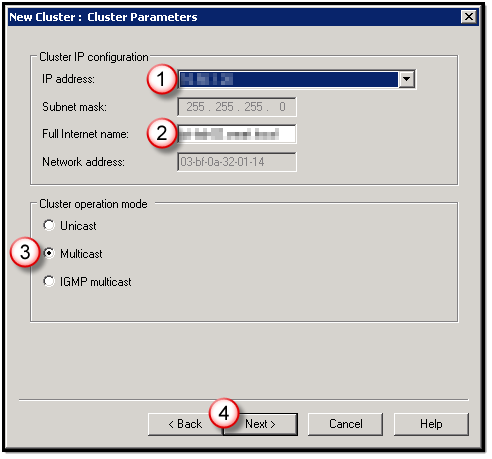 New Cluster : Cluster Parameters
Cluster IP configuration
IP address:
1
Subnet mask:
255 . 255 . 255 . 0
Full Internet name:
2
Network address:
03-bf-0a-32-01-14
Cluster operation mode
Unicast
3
Multicast
IGMP multicast
4
< Back
Next >
Cancel
Help